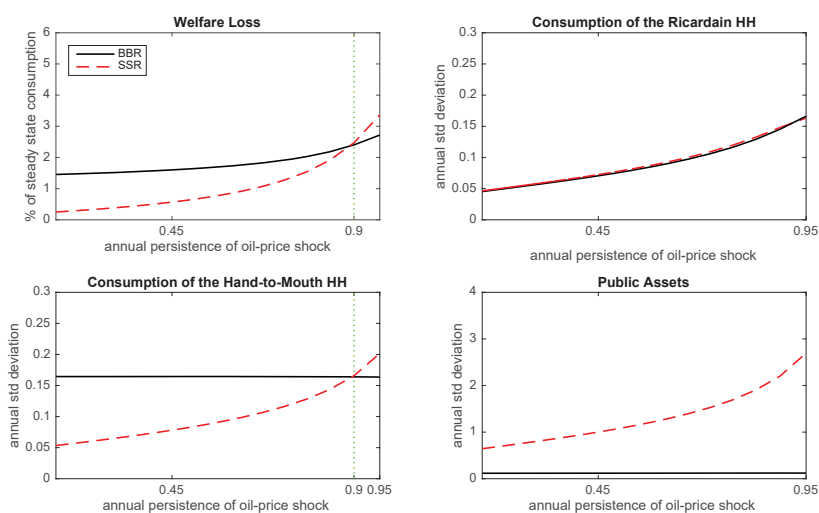 Welfare Loss
% of steady state consumption
6
5
4
3
2
1
0
BBR
SSR
0.45
0.9
annual persistence of oil-price shock
Consumption of the Ricardain HH
annual std deviation
0.3
0.25
0.2
0.15
0.1
0.05
0
0.45
0.95
annual persistence of oil-price shock
Consumption of the Hand-to-Mouth HH
annual std deviation
0.3
0.25
0.2
0.15
0.1
0.05
0
0.45
0.9 0.95
annual persistence of oil-price shock
Public Assets
annual std deviation
4
3
2
1
0
0.45
0.95
annual persistence of oil-price shock